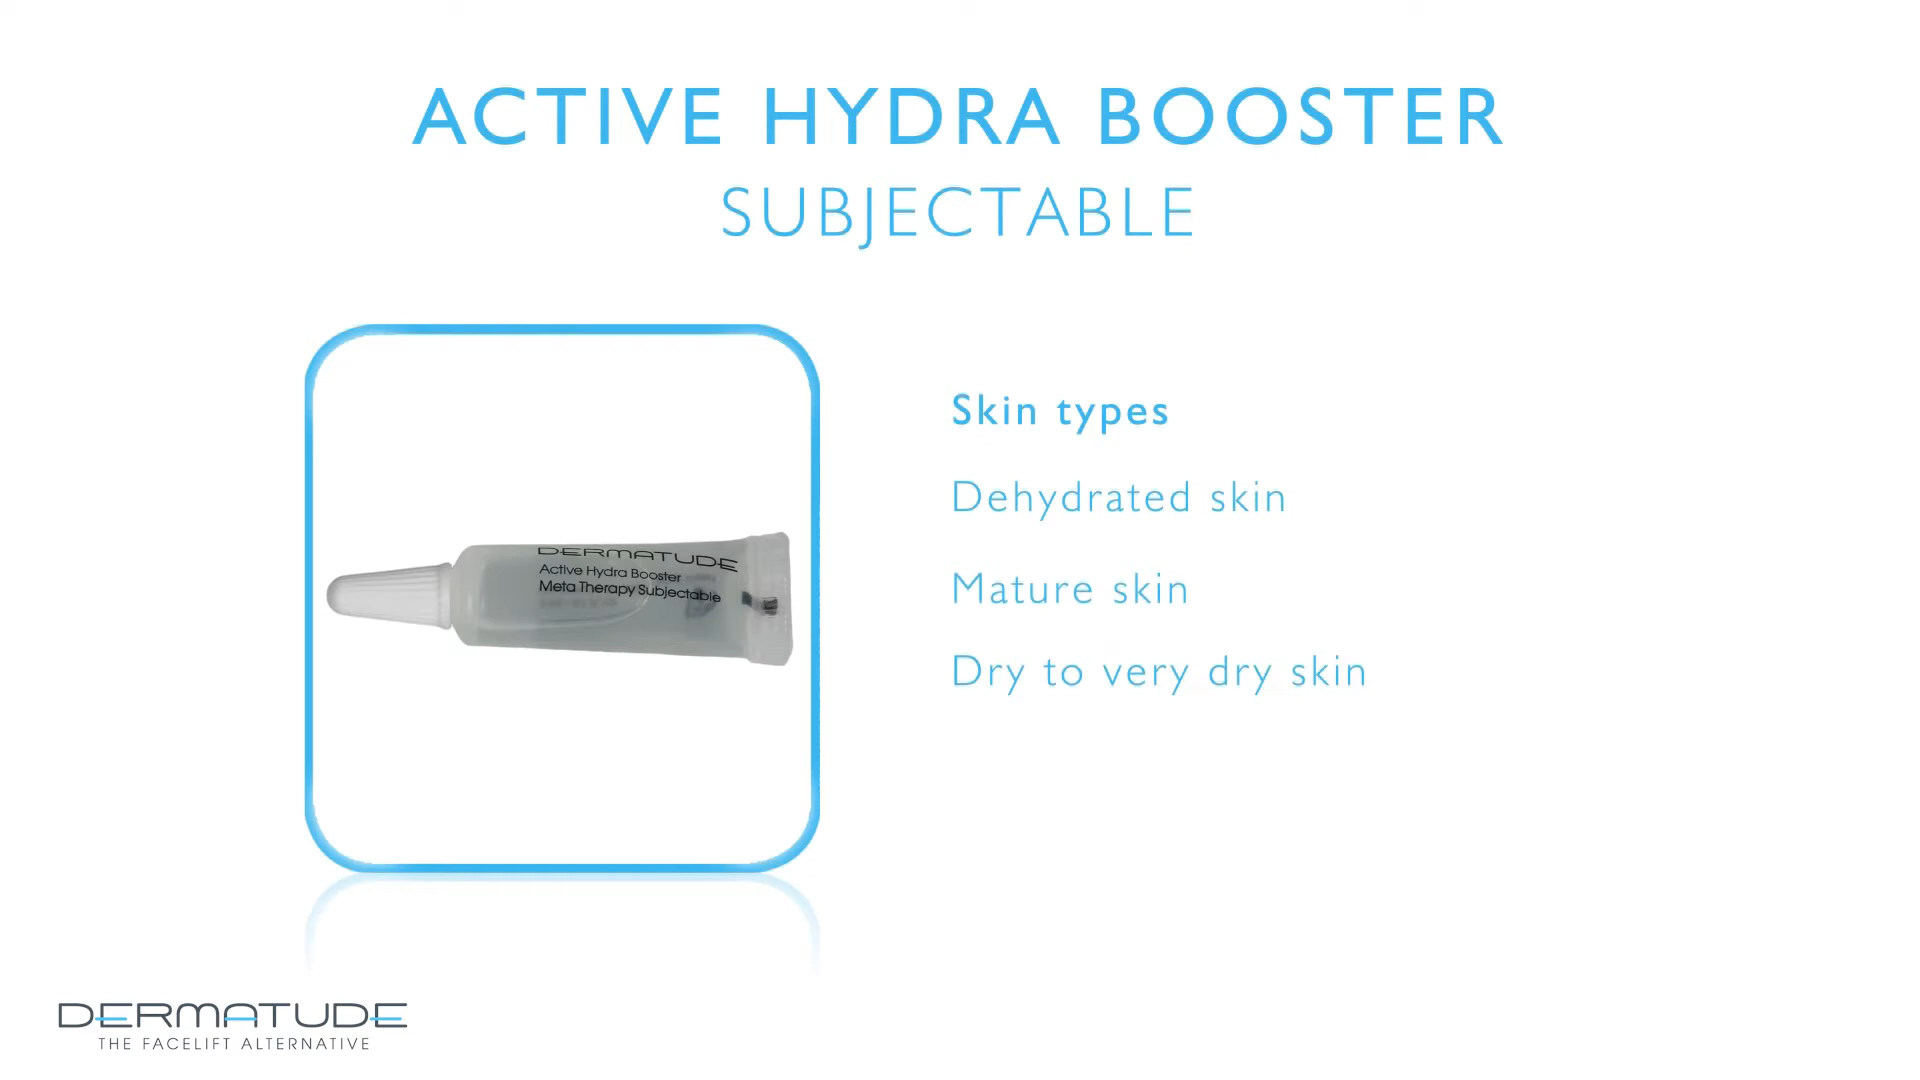 ACTIVE HYDRA BOOSTER
SUBJECTABLE
DERMATUDE
Active Hydra Booster
Meta Therapy Subjectable
Skin types
Dehydrated skin
Mature skin
Dry to very dry skin
DERMATUDE
THE FACELIFT ALTERNATIVE